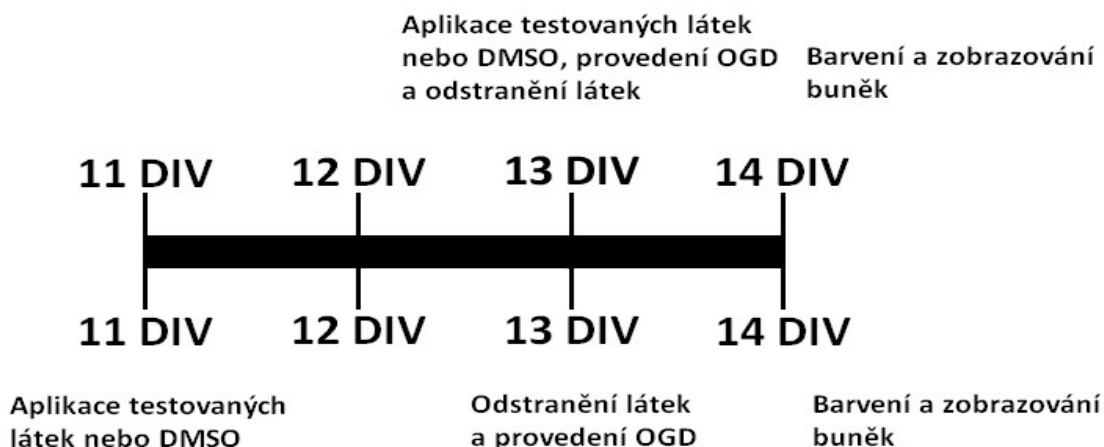 Aplikace testovaných látek
nebo DMSO, provedení OGD
a odstranění látek
Barvení a zobrazování
buněk
11 DIV 12 DIV 13 DIV 14 DIV
11 DIV 12 DIV 13 DIV 14 DIV
Aplikace testovaných
látek nebo DMSO
Odstranění látek
a provedení OGD
Barvení a zobrazování
buněk